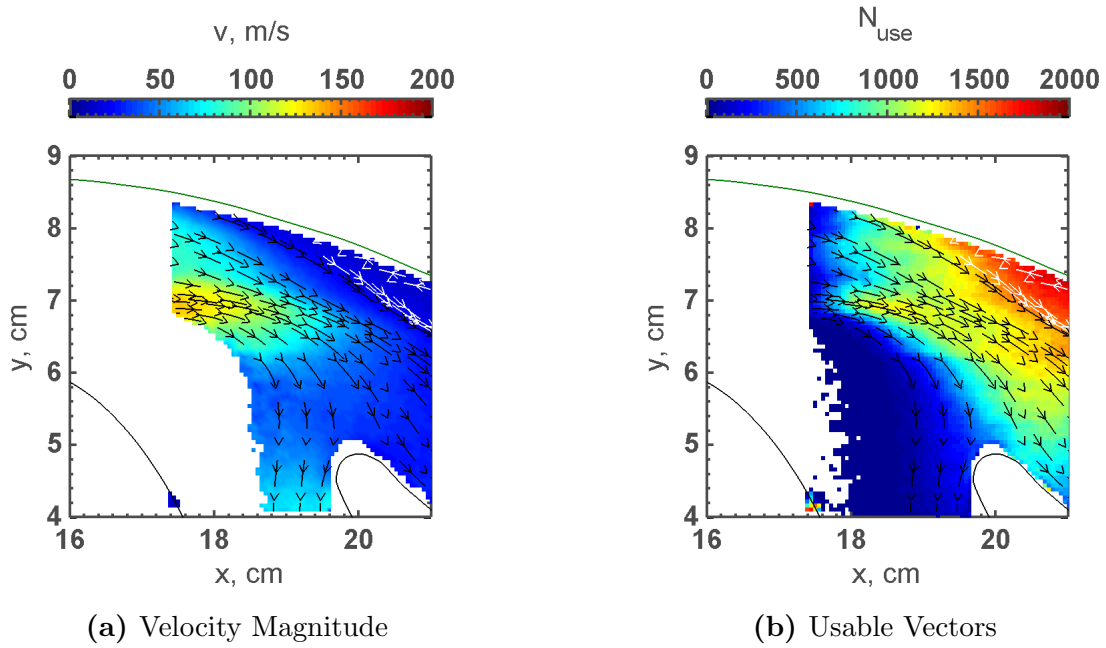 v, m/s
0 50 100 150 200
9
8
7
6
5
4
y, cm
16 18 20
x, cm
(a) Velocity Magnitude
N_use
0 500 1000 1500 2000
9
8
7
6
5
4
y, cm
16 18 20
x, cm
(b) Usable Vectors